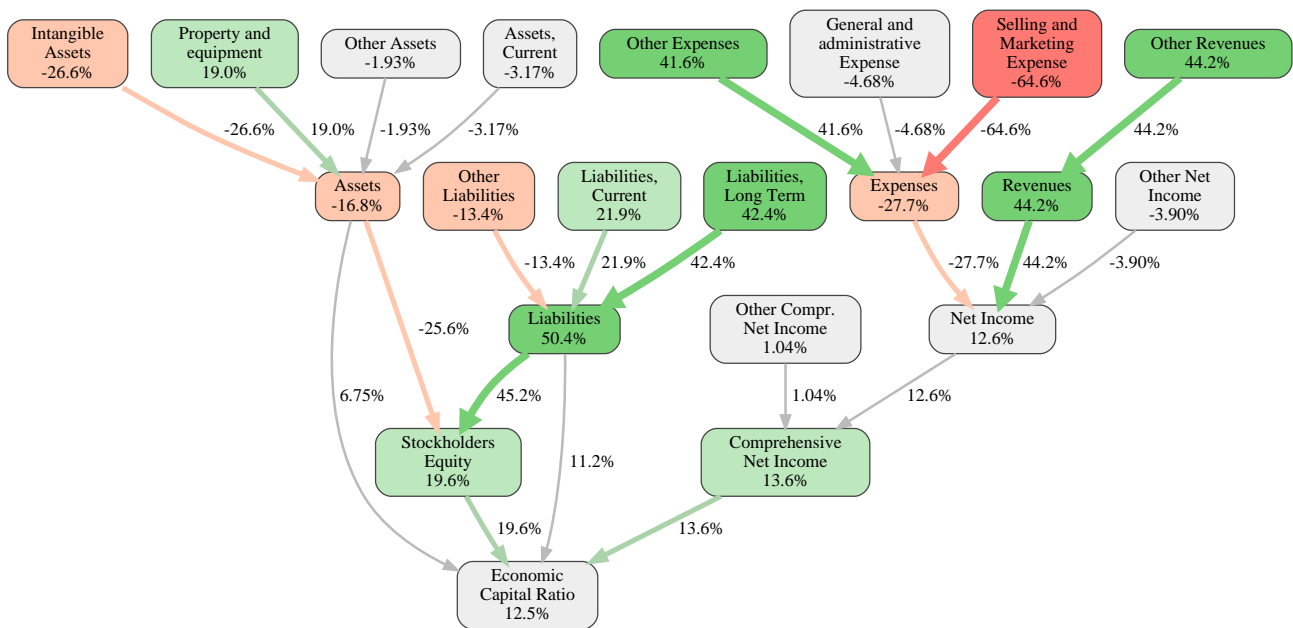 Intangible
Assets
-26.6%
Property and
equipment
19.0%
Other Assets
-1.93%
Assets,
Current
-3.17%
Other Expenses
41.6%
General and
administrative
Expense
-4.68%
Selling and
Marketing
Expense
-64.6%
Other Revenues
44.2%
-26.6%
19.0%
-1.93%
-3.17%
41.6%
-4.68%
-64.6%
44.2%
Assets
-16.8%
Other
Liabilities
-13.4%
Liabilities,
Current
21.9%
Liabilities,
Long Term
42.4%
Expenses
-27.7%
Revenues
44.2%
Other Net
Income
-3.90%
-13.4%
21.9%
42.4%
-27.7%
44.2%
-3.90%
-25.6%
Liabilities
50.4%
Other Compr.
Net Income
1.04%
Net Income
12.6%
6.75%
45.2%
1.04%
12.6%
Stockholders
Equity
19.6%
11.2%
Comprehensive
Net Income
13.6%
19.6%
13.6%
Economic
Capital Ratio
12.5%